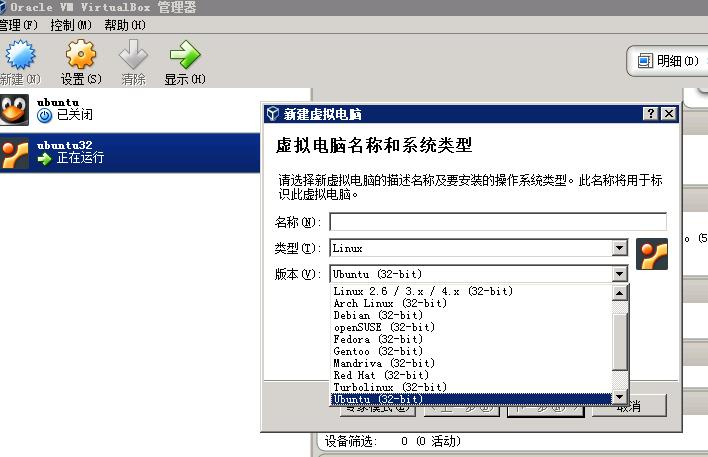 Oracle VM VirtualBox 管理器
管理(F) 控制(M) 帮助(H)
新建(N) 设置(S) 清除 显示(H) 明细(D)
ubuntu
已关闭
ubuntu32
正在运行
新建虚拟电脑
虚拟电脑名称和系统类型
请选择新虚拟电脑的描述名称及要安装的操作系统类型。此名称将用于标
识此虚拟电脑。
名称(N):
类型(T): Linux
版本(V): Ubuntu (32-bit)
Linux 2.6 / 3.x / 4.x (32-bit)
Arch Linux (32-bit)
Debian (32-bit)
openSUSE (32-bit)
Fedora (32-bit)
Gentoo (32-bit)
Mandriva (32-bit)
Red Hat (32-bit)
Turbolinux (32-bit)
Ubuntu (32-bit)
专家模式(E) 取消
设备筛选: 0 (0 活动)